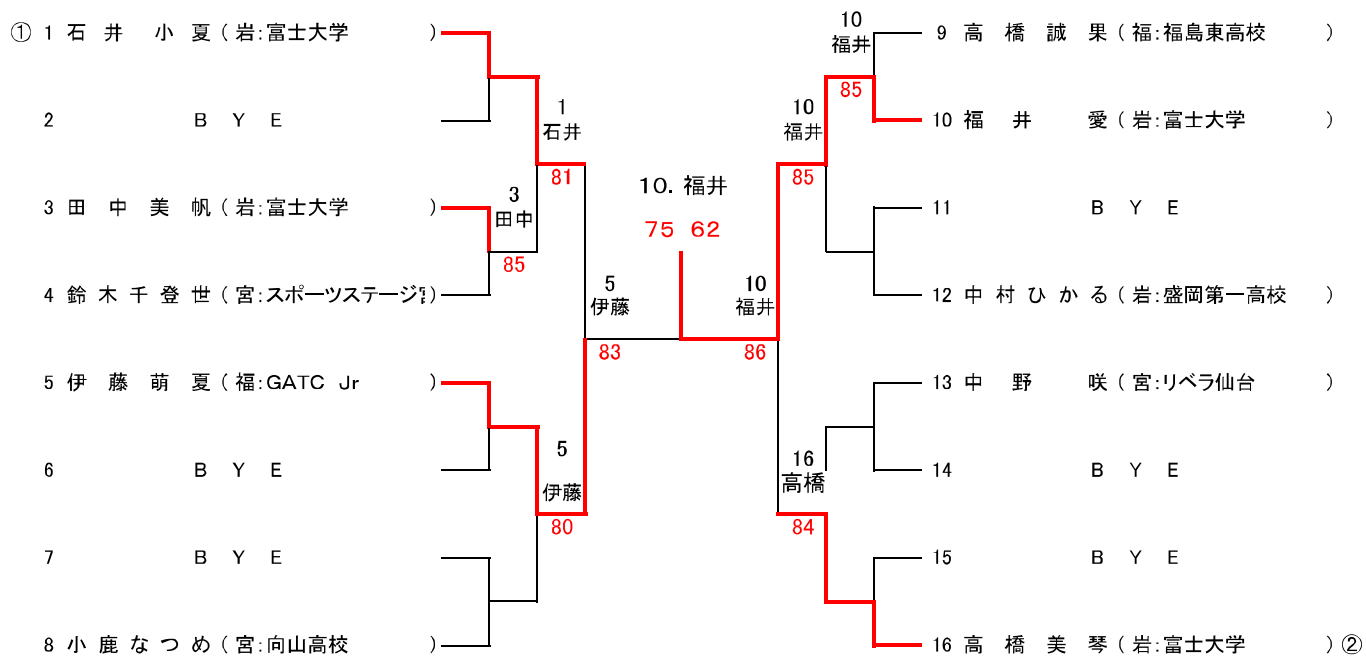 ① 1 石井 小夏 ( 岩:富士大学 )
2 B Y E
3 田中美帆 ( 岩:富士大学 )
4 鈴木千登世 ( 宮:スポーツステージ )
5 伊藤萌夏 ( 福:GATC Jr )
6 B Y E
7 B Y E
8 小鹿なつめ ( 宮:向山高校 )
1
石井
81
3
田中
85
5
伊藤
83
5
伊藤
80
10. 福井
75 62
10
福井
85
10
福井
85
10
福井
86
16
高橋
84
9 高橋誠果 ( 福:福島東高校 )
10 福井 愛 ( 岩:富士大学 )
11 B Y E
12 中村ひかる ( 岩:盛岡第一高校 )
13 中野 咲 ( 宮:リベラ仙台 )
14 B Y E
15 B Y E
16 高橋美琴 ( 岩:富士大学 ) ②